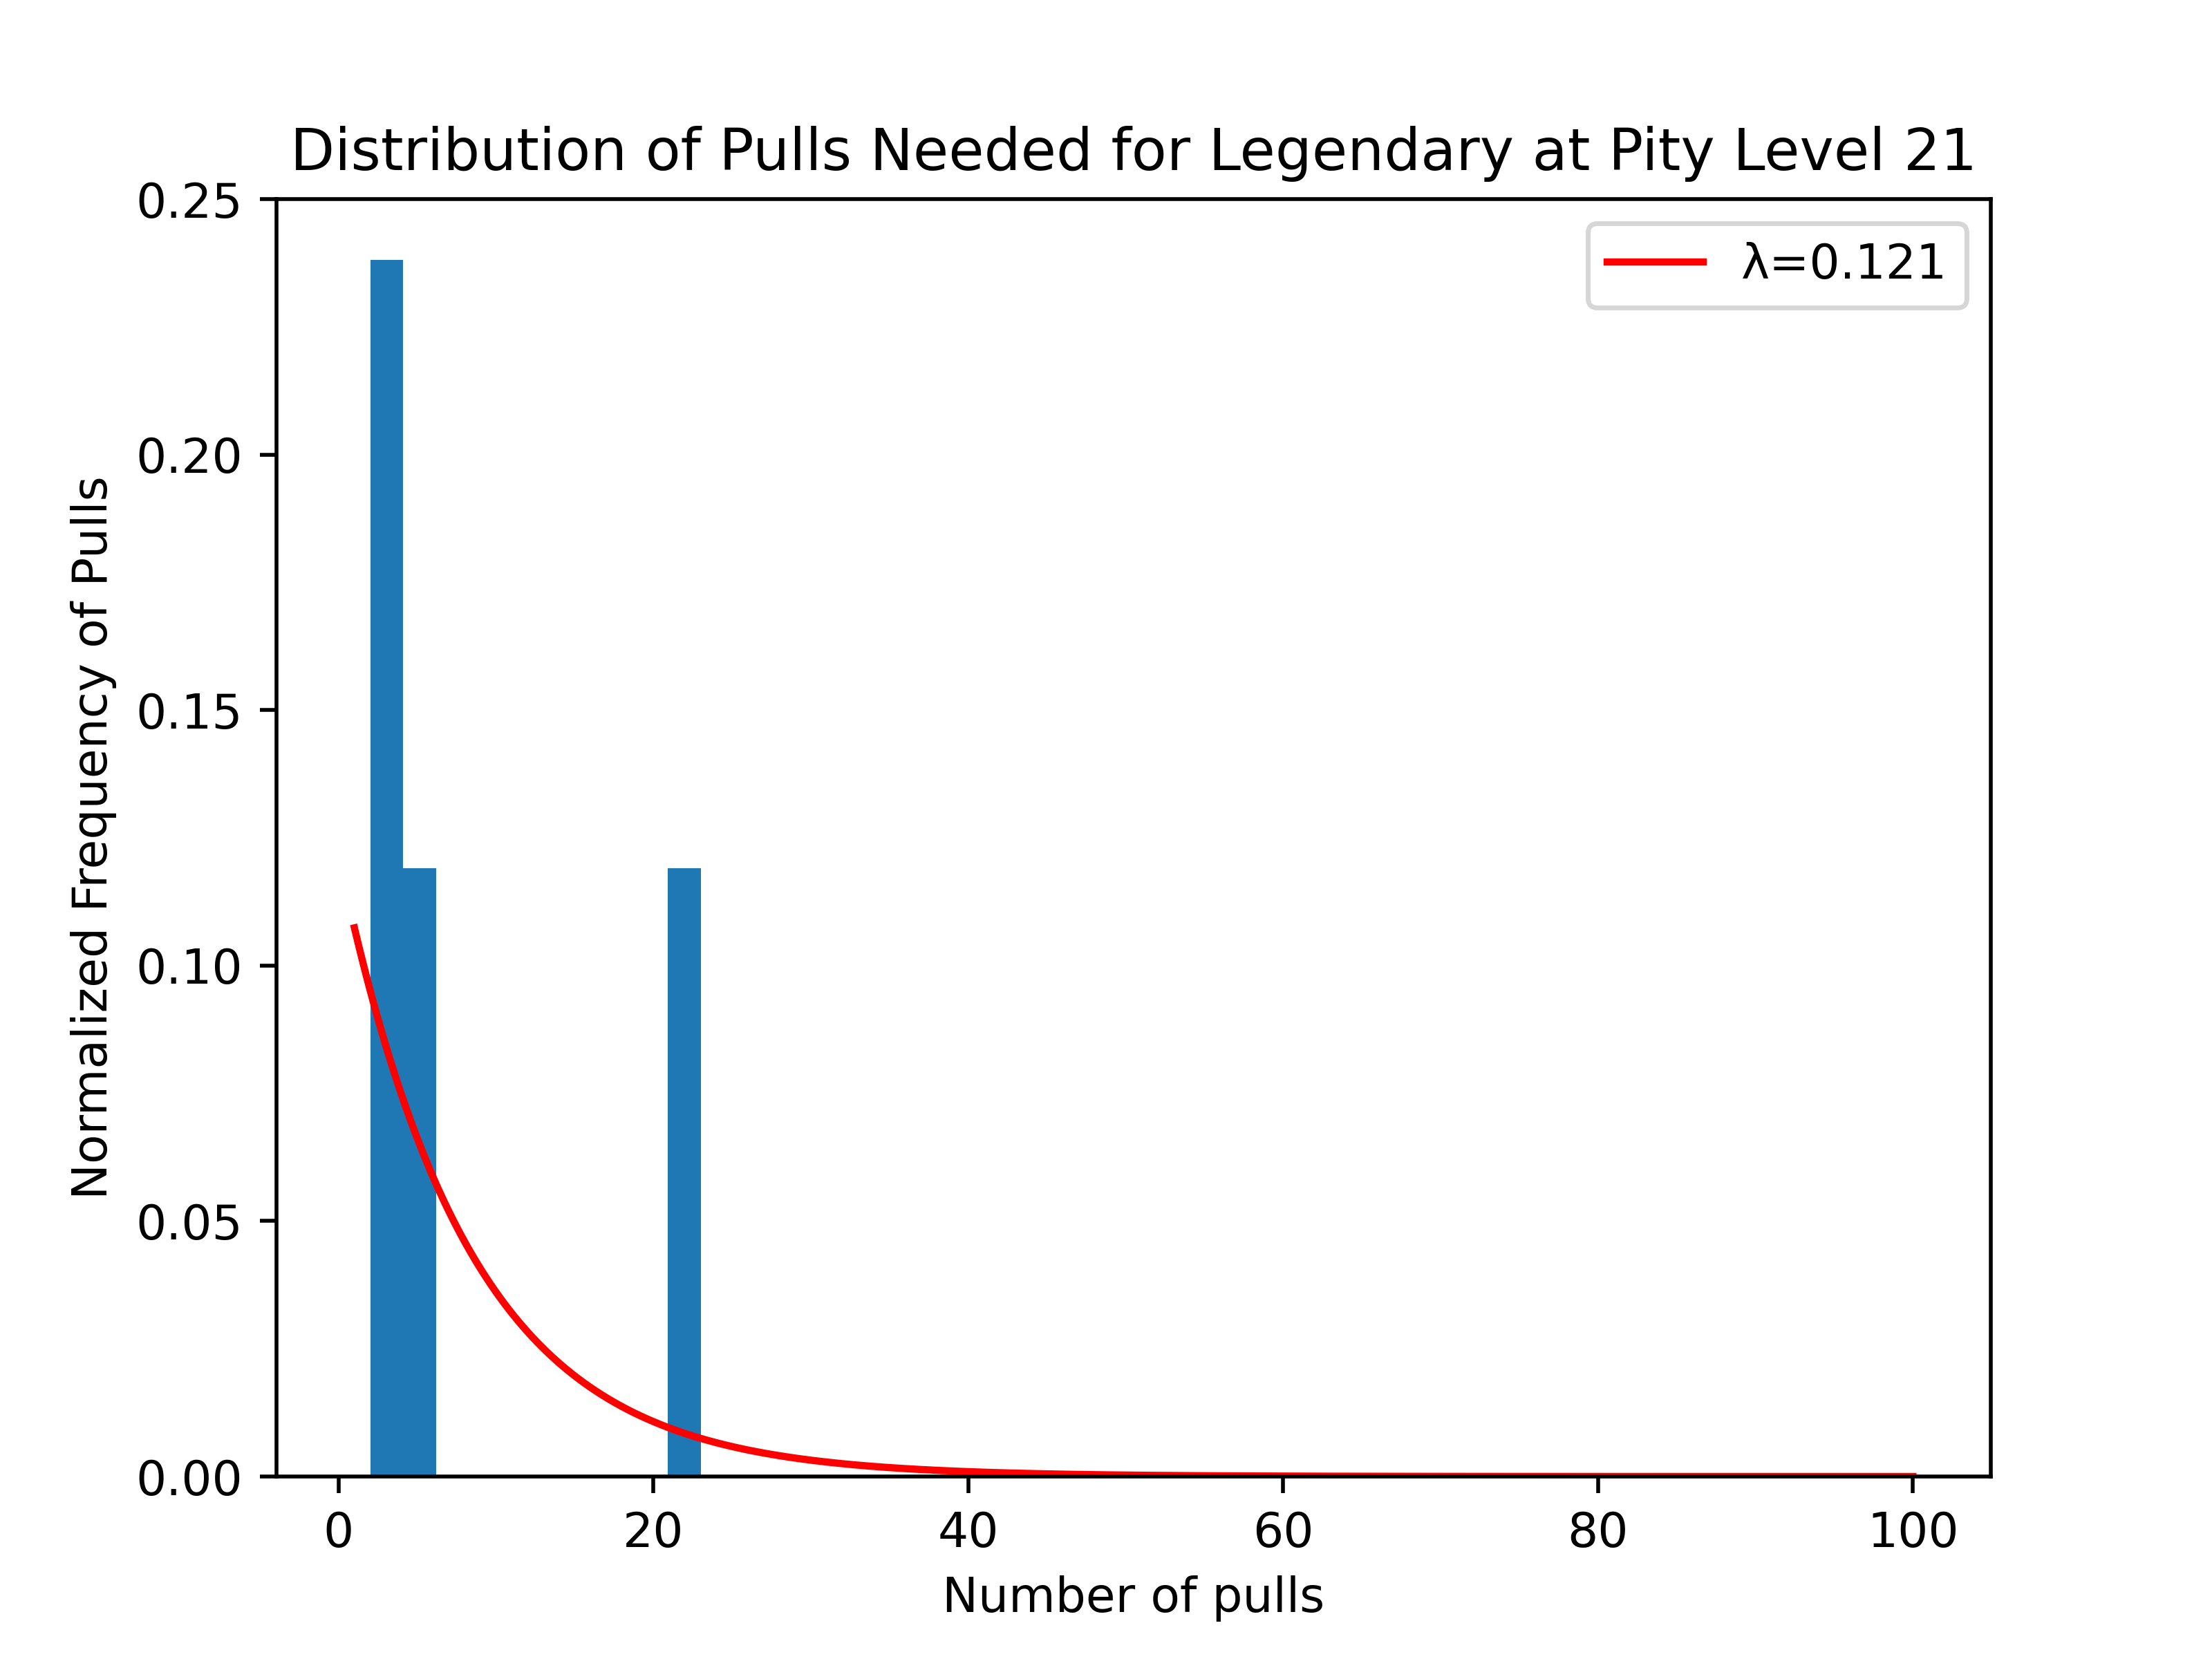 Distribution of Pulls Needed for Legendary at Pity Level 21
λ=0.121
Normalized Frequency of Pulls
0.25
0.20
0.15
0.10
0.05
0.00
0 20 40 60 80 100
Number of pulls